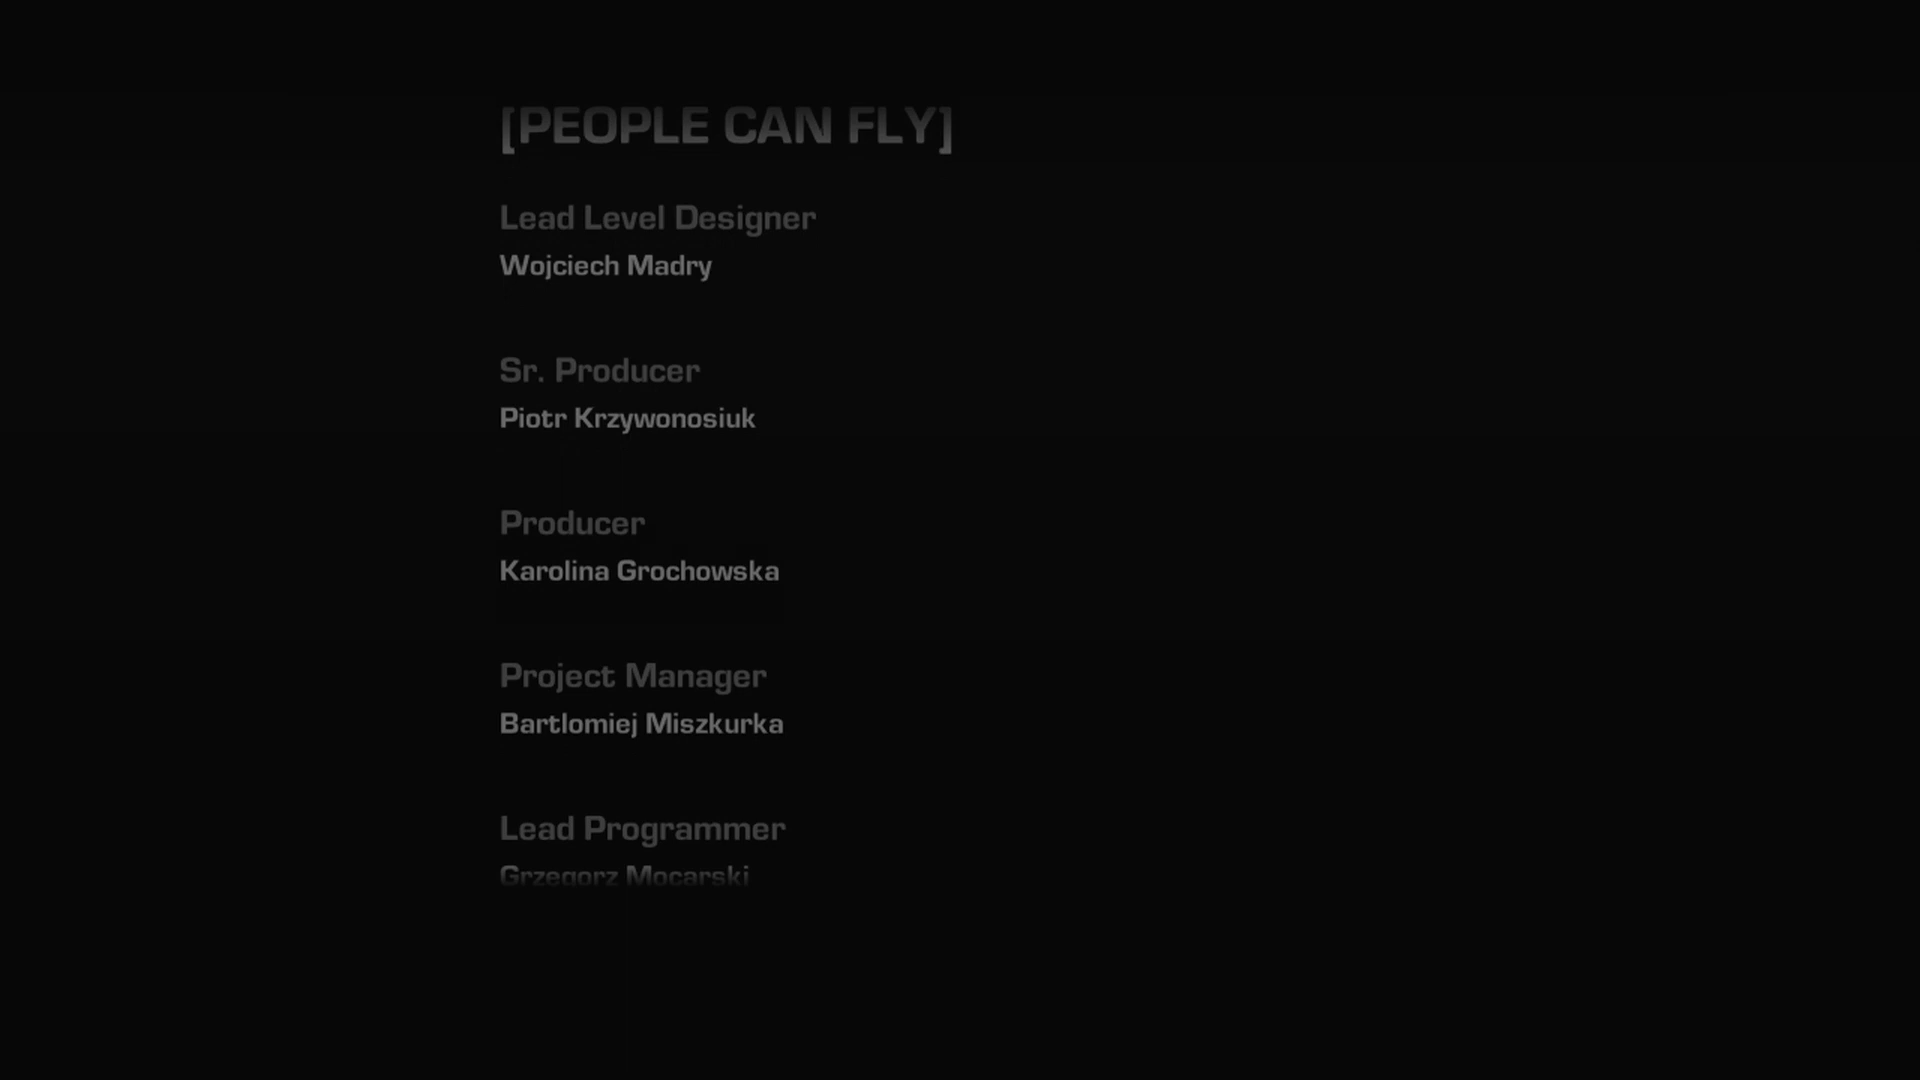 [PEOPLE CAN FLY]
Lead Level Designer
Wojciech Madry
Sr. Producer
Piotr Krzywonosiuk
Producer
Karolina Grochowska
Project Manager
Bartlomiej Miszkurka
Lead Programmer
Grzegorz Mocarski